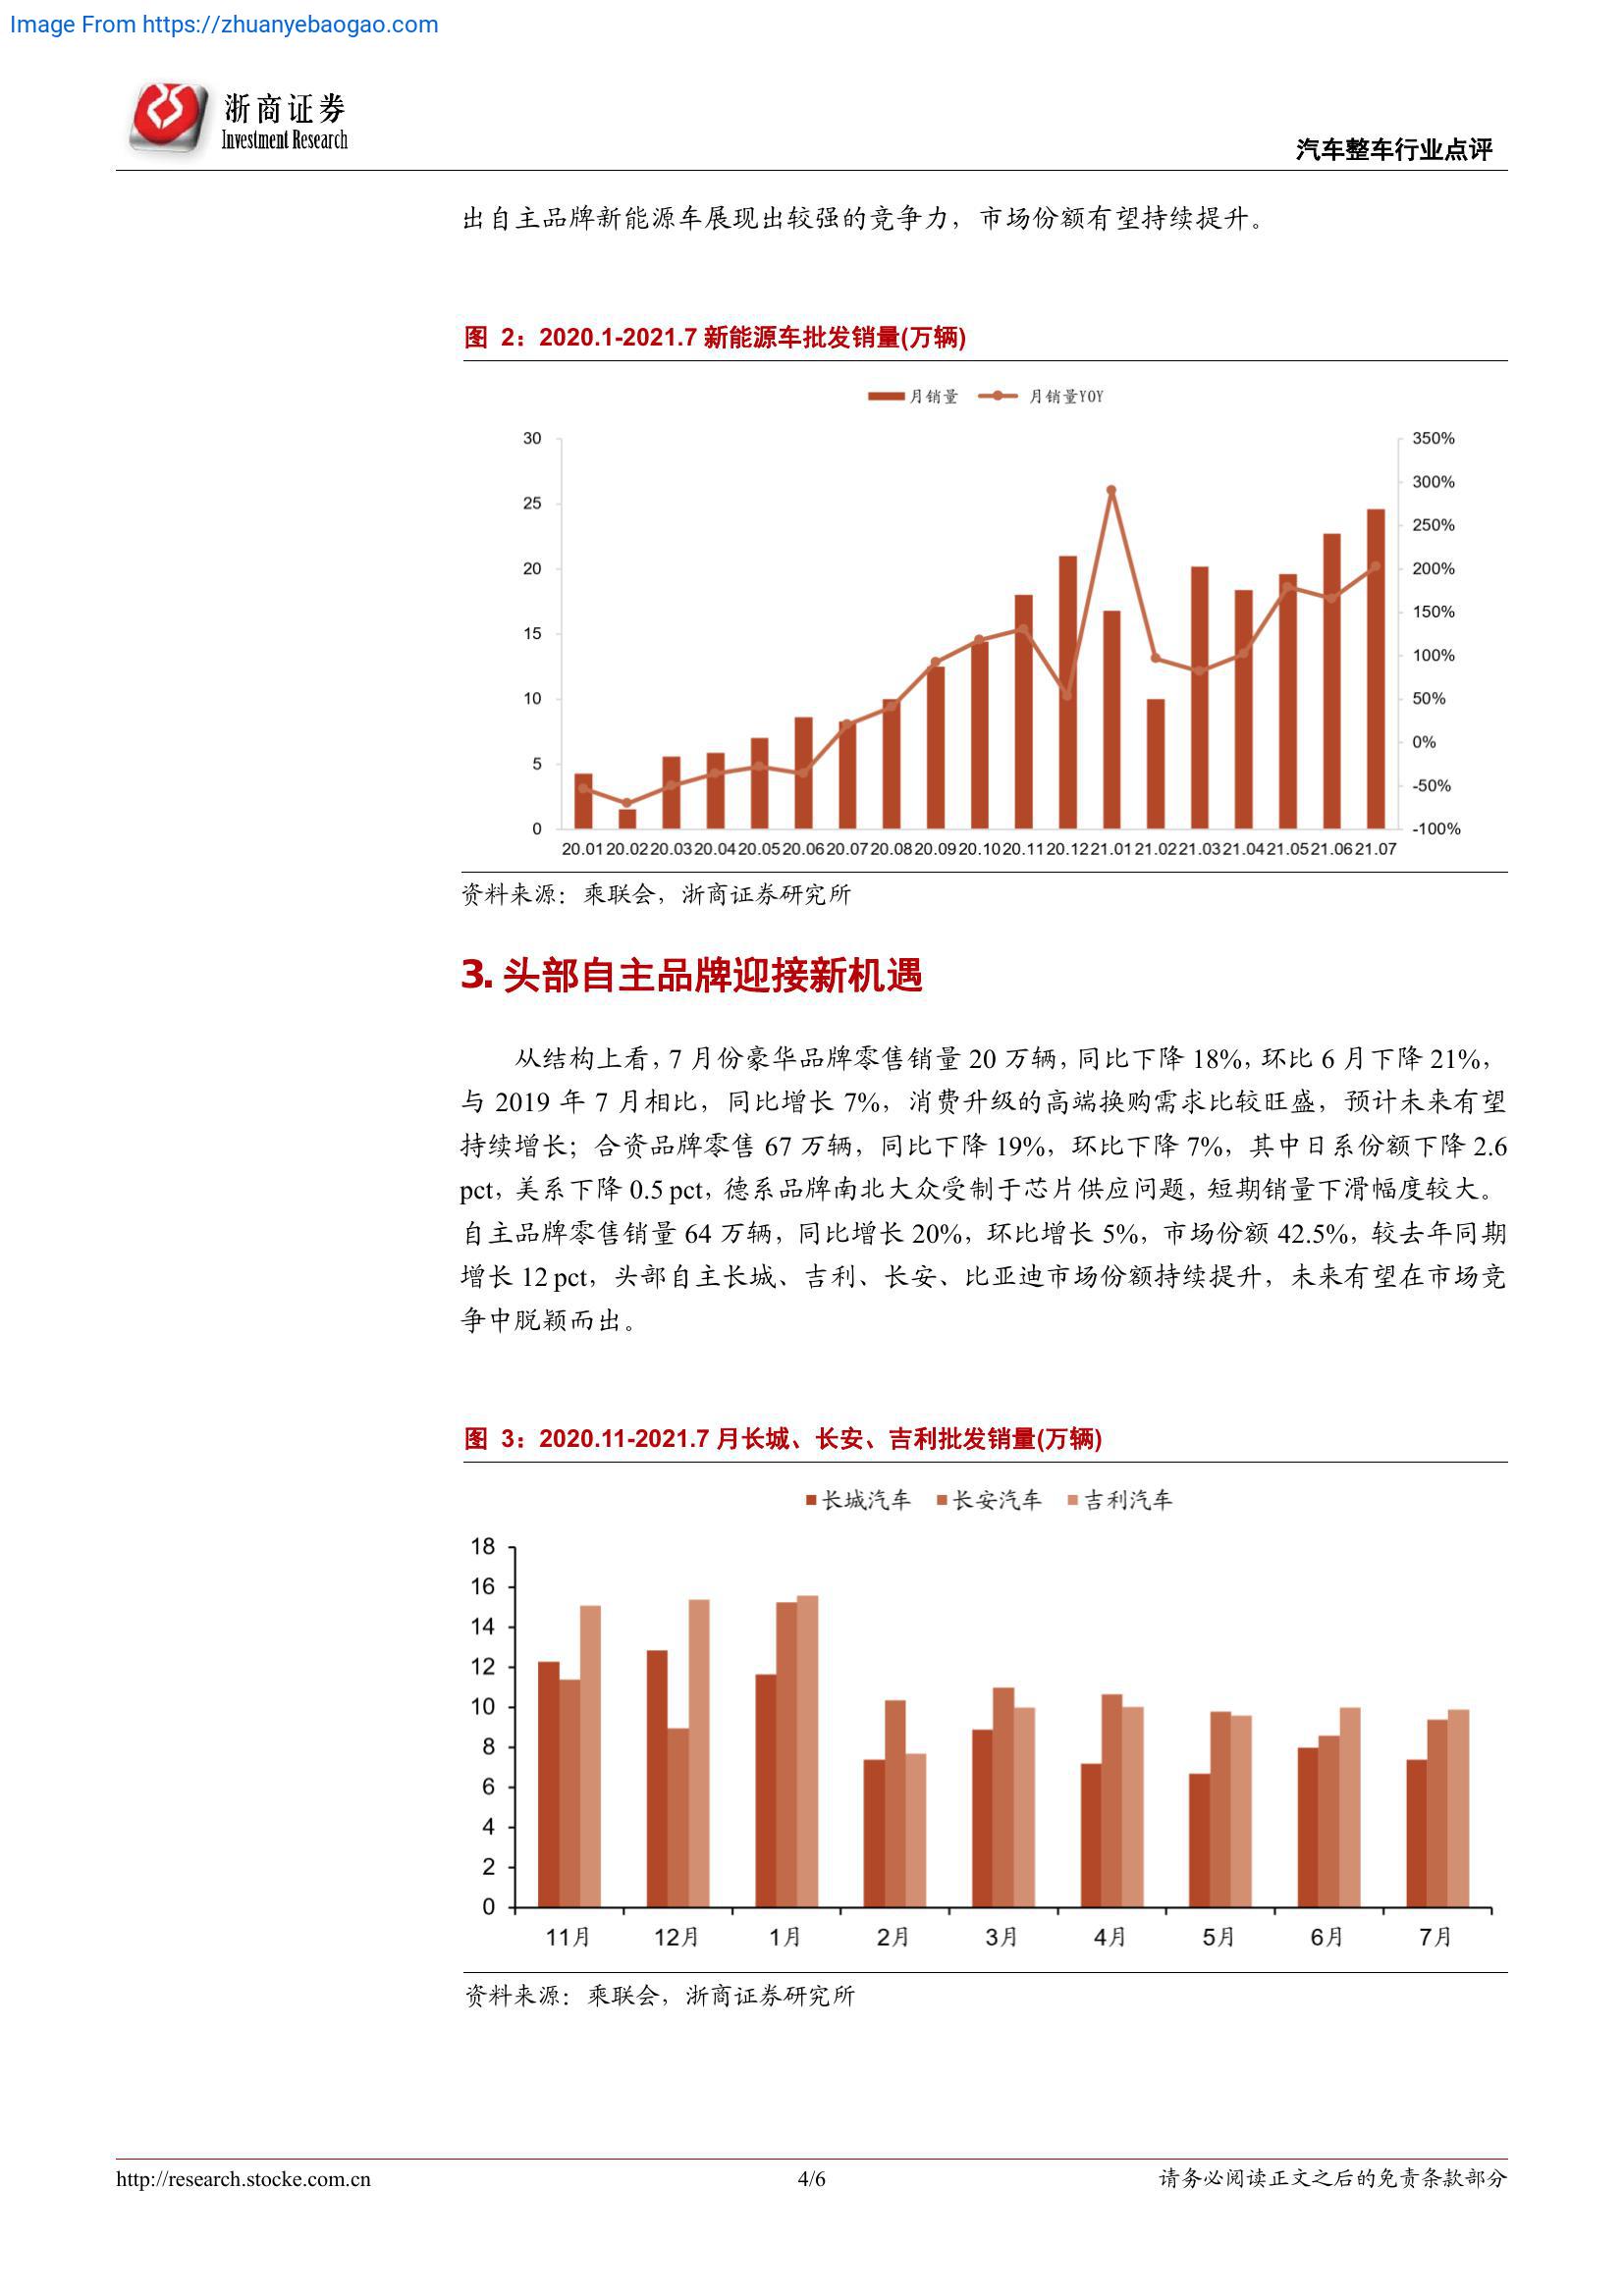 Image From https://zhuanyebaogao.com
浙商证券
Investment Research
汽车整车行业点评
出自主品牌新能源车展现出较强的竞争力，市场份额有望持续提升。
图 2：2020.1-2021.7 新能源车批发销量(万辆)
月销量 月销量YOY
30 350%
300%
25
250%
20 200%
15 150%
100%
10 50%
0%
5
-50%
0 -100%
20.01 20.02 20.03 20.04 20.05 20.06 20.07 20.08 20.09 20.10 20.11 20.12 21.01 21.02 21.03 21.04 21.05 21.06 21.07
资料来源：乘联会，浙商证券研究所
3. 头部自主品牌迎接新机遇
从结构上看，7 月份豪华品牌零售销量 20 万辆，同比下降 18%，环比 6 月下降 21%，
与 2019 年 7 月相比，同比增长 7%，消费升级的高端换购需求比较旺盛，预计未来有望
持续增长；合资品牌零售 67 万辆，同比下降 19%，环比下降 7%，其中日系份额下降 2.6
pct，美系下降 0.5 pct，德系品牌南北大众受制于芯片供应问题，短期销量下滑幅度较大。
自主品牌零售销量 64 万辆，同比增长 20%，环比增长 5%，市场份额 42.5%，较去年同期
增长 12 pct，头部自主长城、吉利、长安、比亚迪市场份额持续提升，未来有望在市场竞
争中脱颖而出。
图 3：2020.11-2021.7 月长城、长安、吉利批发销量(万辆)
长城汽车 长安汽车 吉利汽车
18
16
14
12
10
8
6
4
2
0
11月 12月 1月 2月 3月 4月 5月 6月 7月
资料来源：乘联会，浙商证券研究所
http://research.stocke.com.cn 4/6 请务必阅读正文之后的免责条款部分